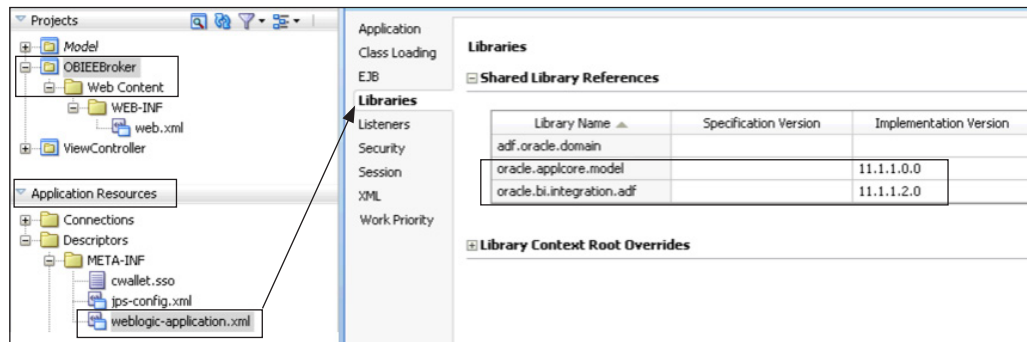 Projects
Model
OBIEEBroker
Web Content
WEB-INF
web.xml
ViewController
Application Resources
Connections
Descriptors
META-INF
cwallet.sso
jps-config.xml
weblogic-application.xml
Application
Class Loading
EJB
Libraries
Listeners
Security
Session
XML
Work Priority
Libraries
Shared Library References
Library Name Specification Version Implementation Version
adf.oracle.domain
oracle.applcore.model 11.1.1.0.0
oracle.bi.integration.adf 11.1.1.2.0
Library Context Root Overrides